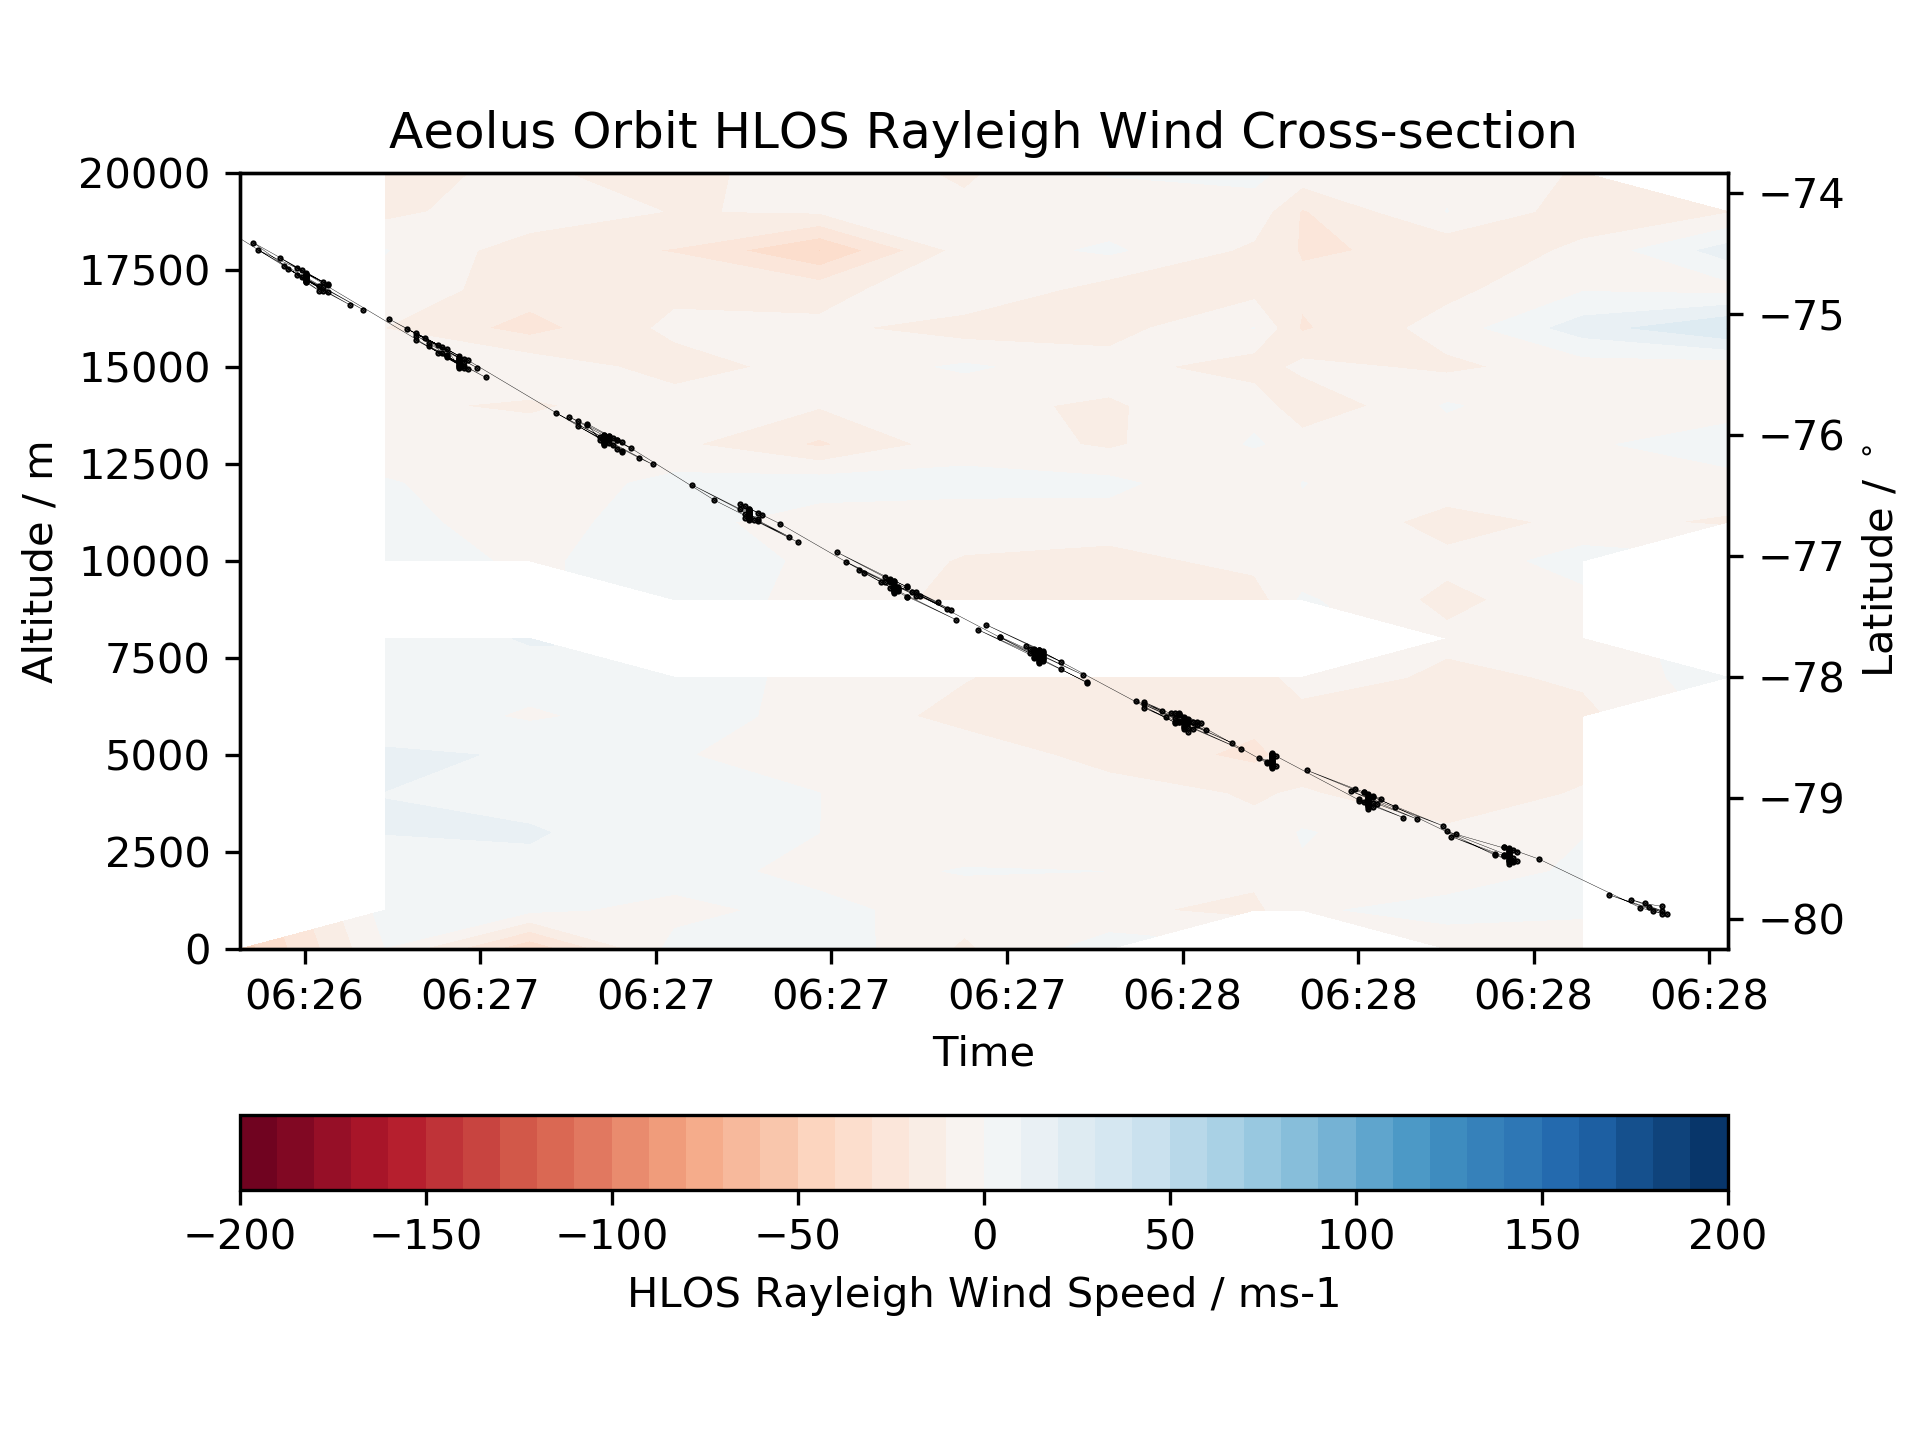 Aeolus Orbit HLOS Rayleigh Wind Cross-section
20000
17500
15000
12500
10000
7500
5000
2500
0
Altitude / m
−74
−75
−76
−77
−78
−79
−80
Latitude / °
06:26 06:27 06:27 06:27 06:27 06:28 06:28 06:28 06:28
Time
−200 −150 −100 −50 0 50 100 150 200
HLOS Rayleigh Wind Speed / ms-1